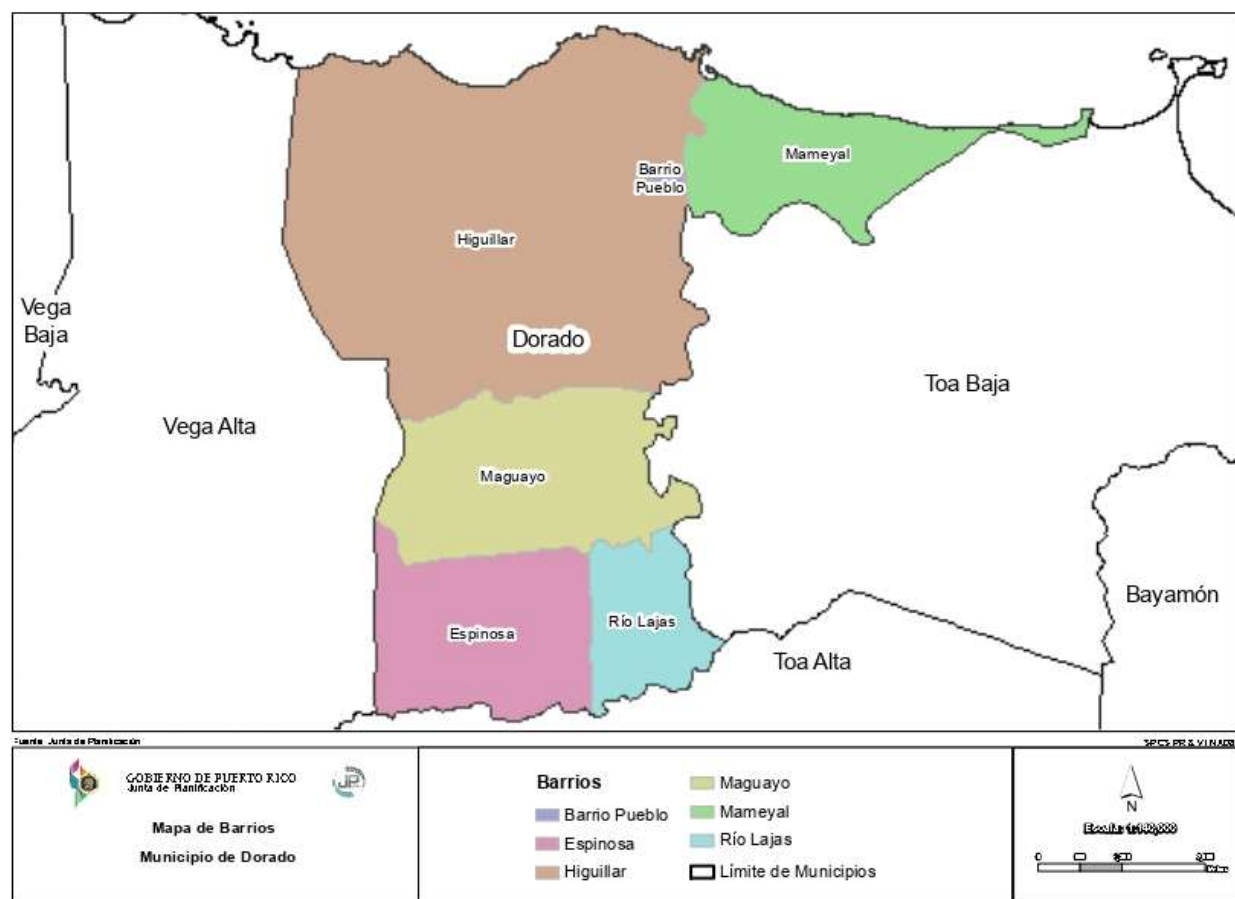 Mameyal
Barrio
Pueblo
Higuillar
Vega
Baja
Dorado
Toa Baja
Vega Alta
Maguayo
Bayamón
Espinosa
Río Lajas
Toa Alta
Fuente: Junta de Planificación
GOBIERNO DE PUERTO RICO
Junta de Planificación
JP
Mapa de Barrios
Municipio de Dorado
Barrios
Barrio Pueblo
Espinosa
Higuillar
Maguayo
Mameyal
Río Lajas
Límite de Municipios
N
0